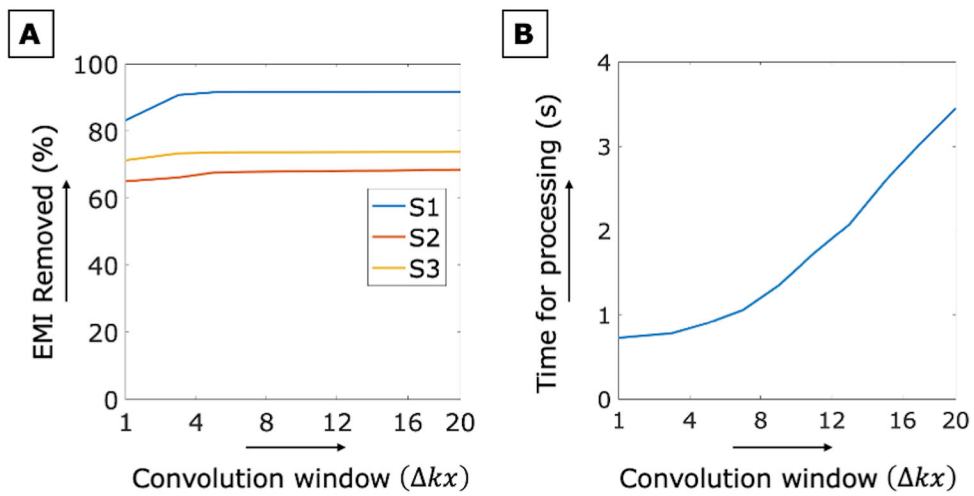 A
EMI Removed (%)
100
80
60
40
20
0
S1
S2
S3
1 4 8 12 16 20
Convolution window (Δkx)
B
Time for processing (s)
4
3
2
1
0
1 4 8 12 16 20
Convolution window (Δkx)